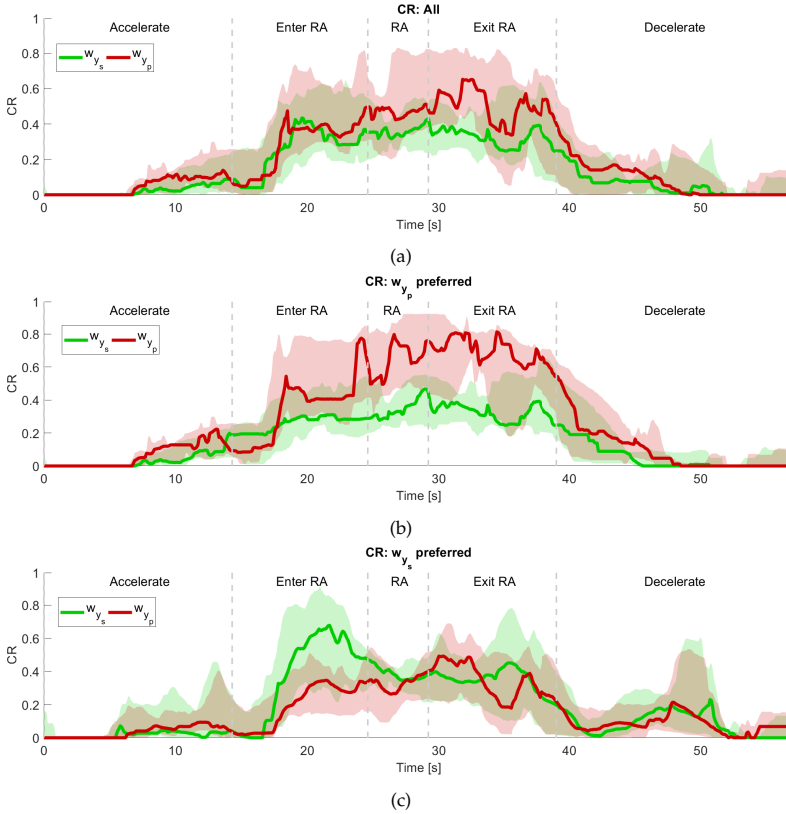 CR: All
Accelerate Enter RA RA Exit RA Decelerate
w_ys w_yp
CR
1
0.8
0.6
0.4
0.2
0
0 10 20 30 40 50
Time [s]
(a)
CR: w_yp preferred
Accelerate Enter RA RA Exit RA Decelerate
w_ys w_yp
CR
1
0.8
0.6
0.4
0.2
0
0 10 20 30 40 50
Time [s]
(b)
CR: w_ys preferred
Accelerate Enter RA RA Exit RA Decelerate
w_ys w_yp
CR
1
0.8
0.6
0.4
0.2
0
0 10 20 30 40 50
Time [s]
(c)